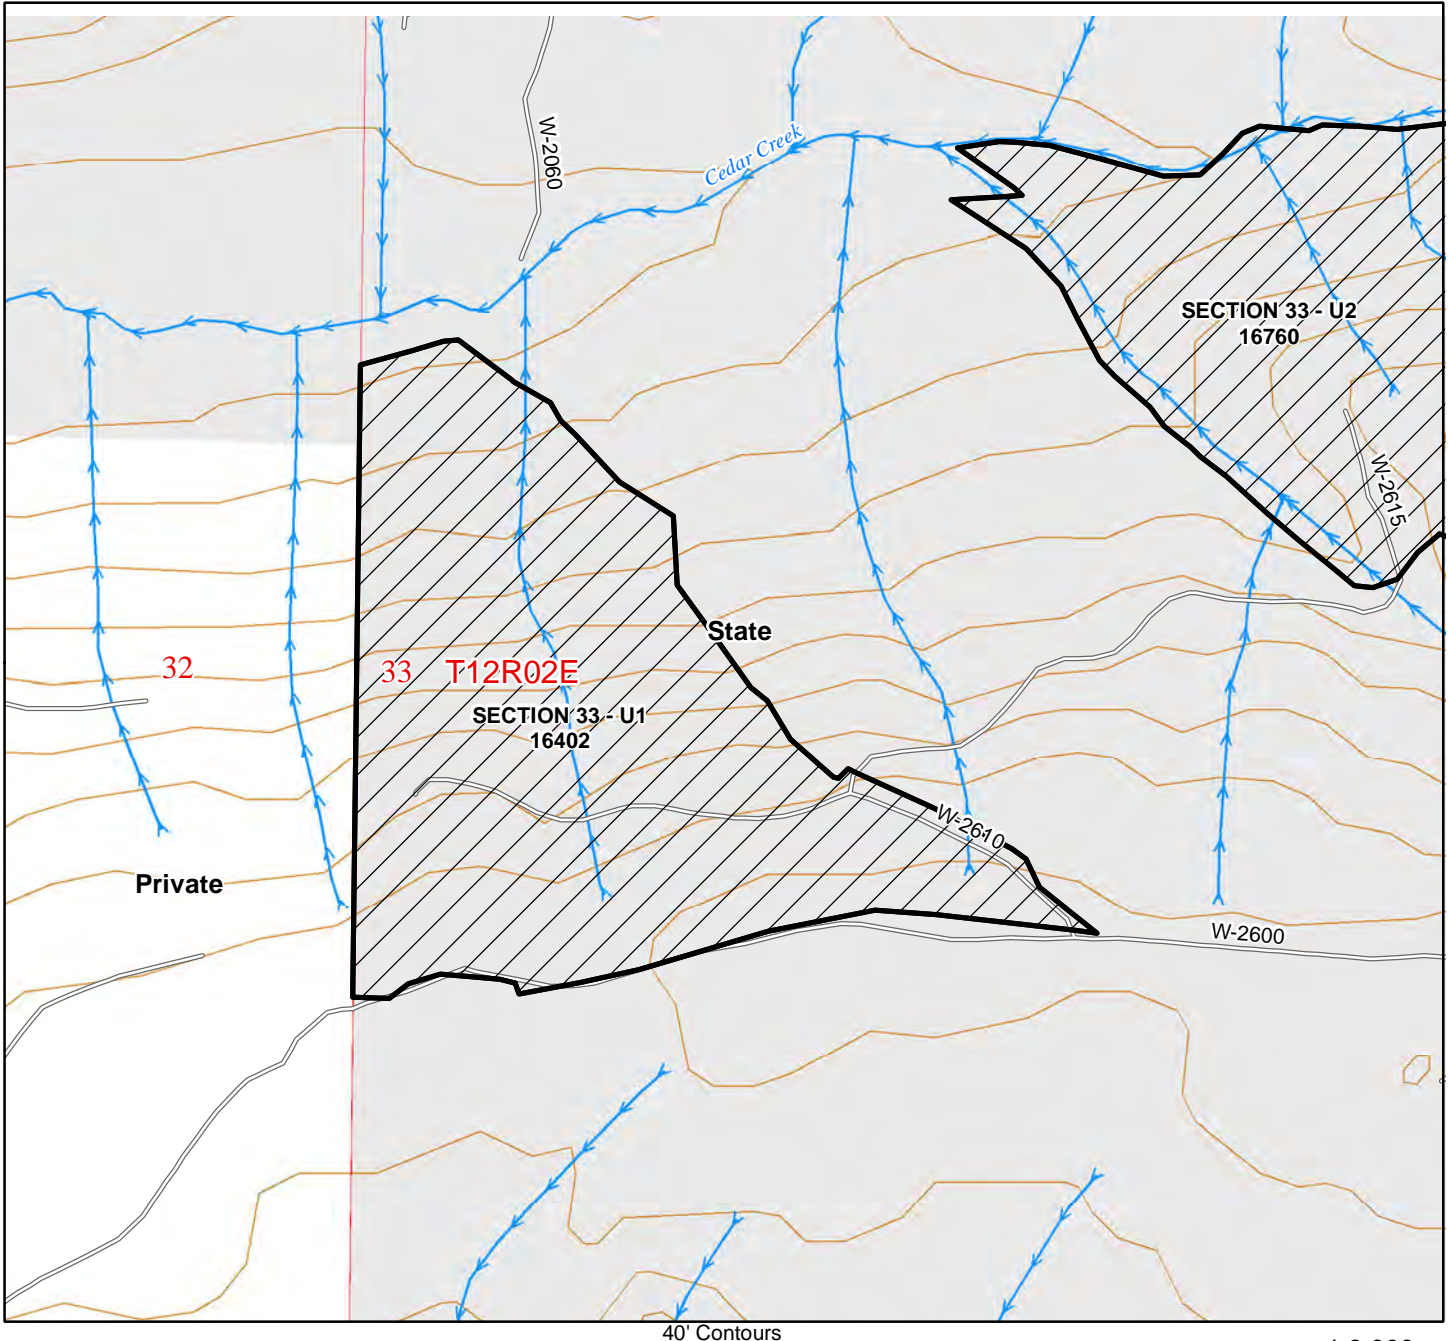 W-2060
Cedar Creek
SECTION 33 - U2
16760
W-2615
State
32
33 T12R02E
SECTION 33 - U1
16402
W-2610
Private
W-2600
40' Contours